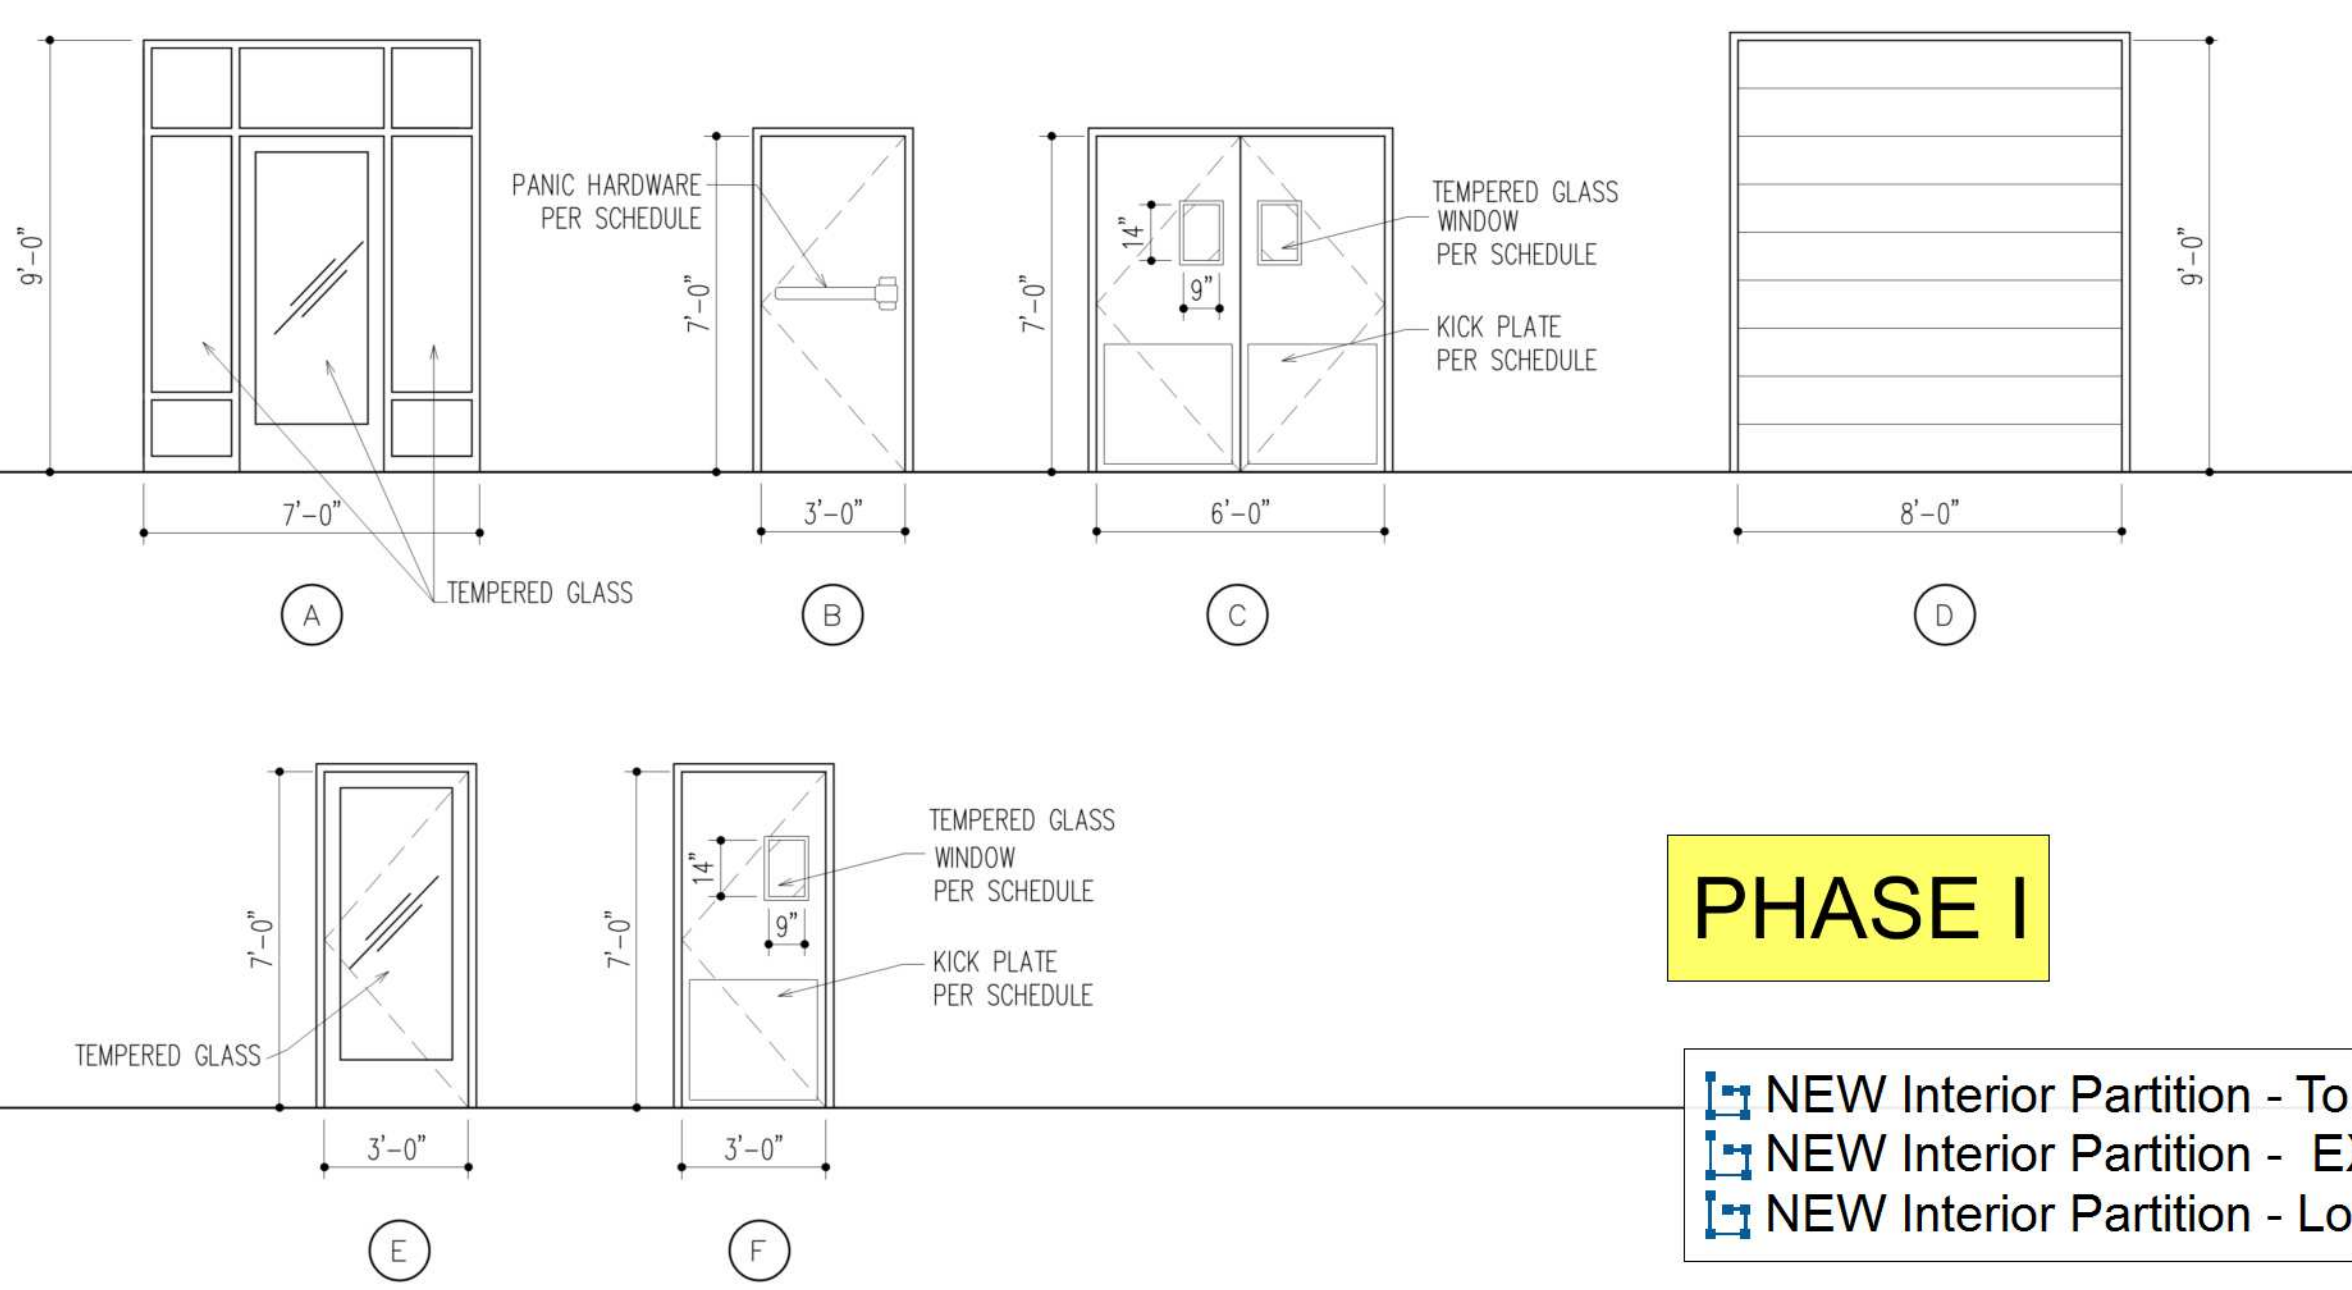 9'-0"
7'-0"
TEMPERED GLASS
A
PANIC HARDWARE
PER SCHEDULE
7'-0"
3'-0"
B
7'-0"
14"
9"
TEMPERED GLASS
WINDOW
PER SCHEDULE
KICK PLATE
PER SCHEDULE
6'-0"
C
9'-0"
8'-0"
D
7'-0"
TEMPERED GLASS
3'-0"
E
7'-0"
14"
9"
TEMPERED GLASS
WINDOW
PER SCHEDULE
KICK PLATE
PER SCHEDULE
3'-0"
F
PHASE I
NEW Interior Partition - To
NEW Interior Partition - EX
NEW Interior Partition - Lo